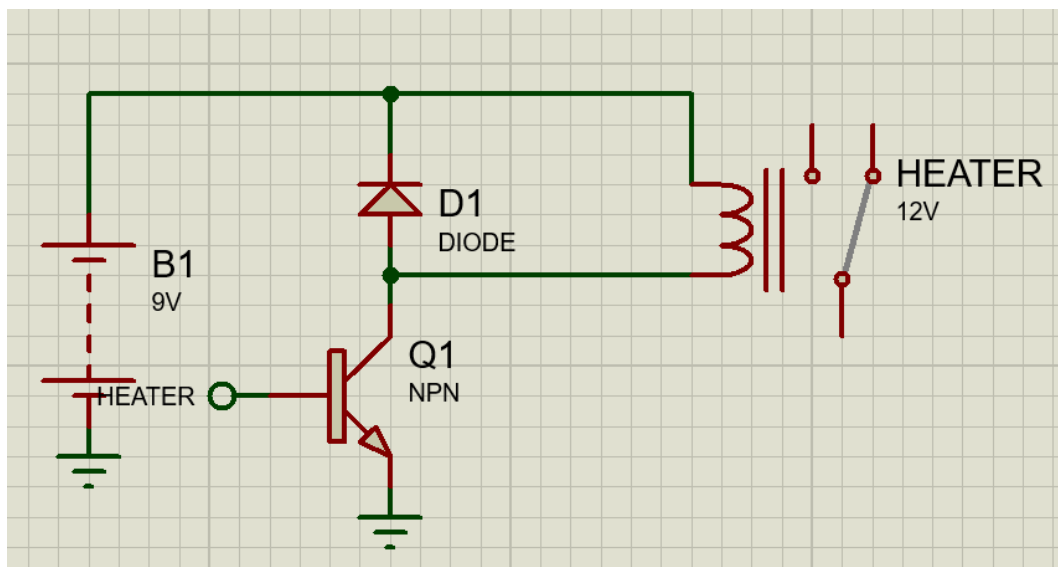 HEATER
12V
D1
DIODE
B1
9V
Q1
NPN
HEATER